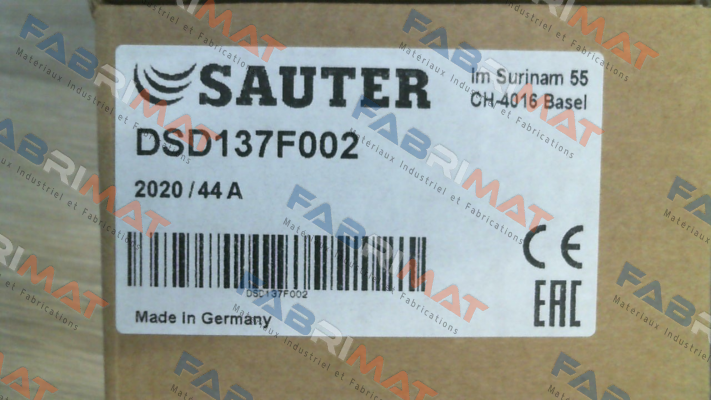 SAUTER
Im Surinam 55
CH-4016 Basel
DSD137F002
2020 / 44 A
DSD137F002
Made in Germany
CE
EAC
FABRIMAT
Materiaux Industriel et Fabrications